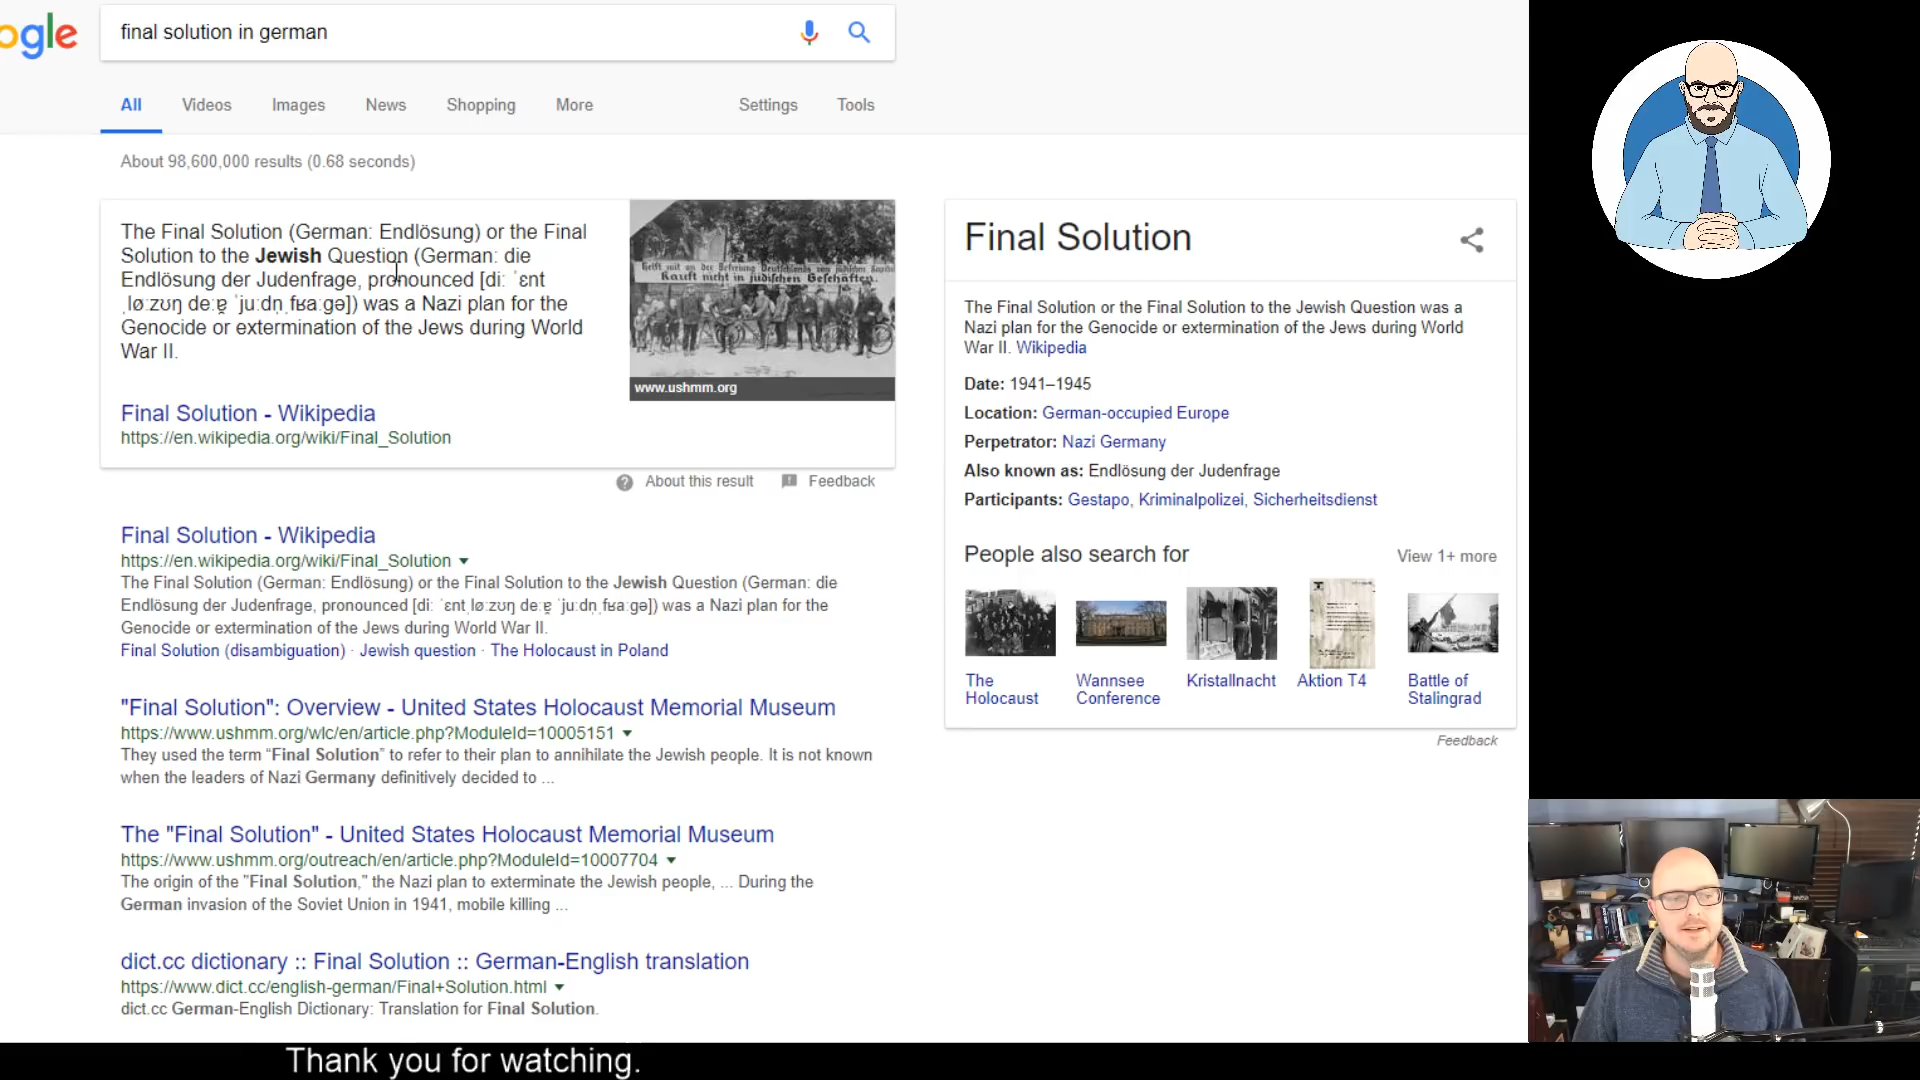 ogle
final solution in german
All Videos Images News Shopping More Settings Tools
About 98,600,000 results (0.68 seconds)
The Final Solution (German: Endlösung) or the Final
Solution to the Jewish Question (German: die
Endlösung der Judenfrage, pronounced [diː ˈɛnt
ˌløːzʊŋ deːɐ̯ ˈjuːdn̩ˌfʁaːɡə]) was a Nazi plan for the
Genocide or extermination of the Jews during World
War II.
Kauft nicht in jüdischen Geschäften.
www.ushmm.org
Final Solution - Wikipedia
https://en.wikipedia.org/wiki/Final_Solution
About this result Feedback
Final Solution - Wikipedia
https://en.wikipedia.org/wiki/Final_Solution
The Final Solution (German: Endlösung) or the Final Solution to the Jewish Question (German: die
Endlösung der Judenfrage, pronounced [diː ˈɛntˌløːzʊŋ deːɐ̯ ˈjuːdn̩ˌfʁaːɡə]) was a Nazi plan for the
Genocide or extermination of the Jews during World War II.
Final Solution (disambiguation) · Jewish question · The Holocaust in Poland
"Final Solution": Overview - United States Holocaust Memorial Museum
https://www.ushmm.org/wlc/en/article.php?ModuleId=10005151
They used the term “Final Solution” to refer to their plan to annihilate the Jewish people. It is not known
when the leaders of Nazi Germany definitively decided to ...
The "Final Solution" - United States Holocaust Memorial Museum
https://www.ushmm.org/outreach/en/article.php?ModuleId=10007704
The origin of the "Final Solution," the Nazi plan to exterminate the Jewish people, ... During the
German invasion of the Soviet Union in 1941, mobile killing ...
dict.cc dictionary :: Final Solution :: German-English translation
https://www.dict.cc/english-german/Final+Solution.html
dict.cc German-English Dictionary: Translation for Final Solution.
Final Solution
The Final Solution or the Final Solution to the Jewish Question was a
Nazi plan for the Genocide or extermination of the Jews during World
War II. Wikipedia
Date: 1941–1945
Location: German-occupied Europe
Perpetrator: Nazi Germany
Also known as: Endlösung der Judenfrage
Participants: Gestapo, Kriminalpolizei, Sicherheitsdienst
People also search for View 1+ more
The Holocaust
Wannsee Conference
Kristallnacht
Aktion T4
Battle of Stalingrad
Feedback
Thank you for watching.